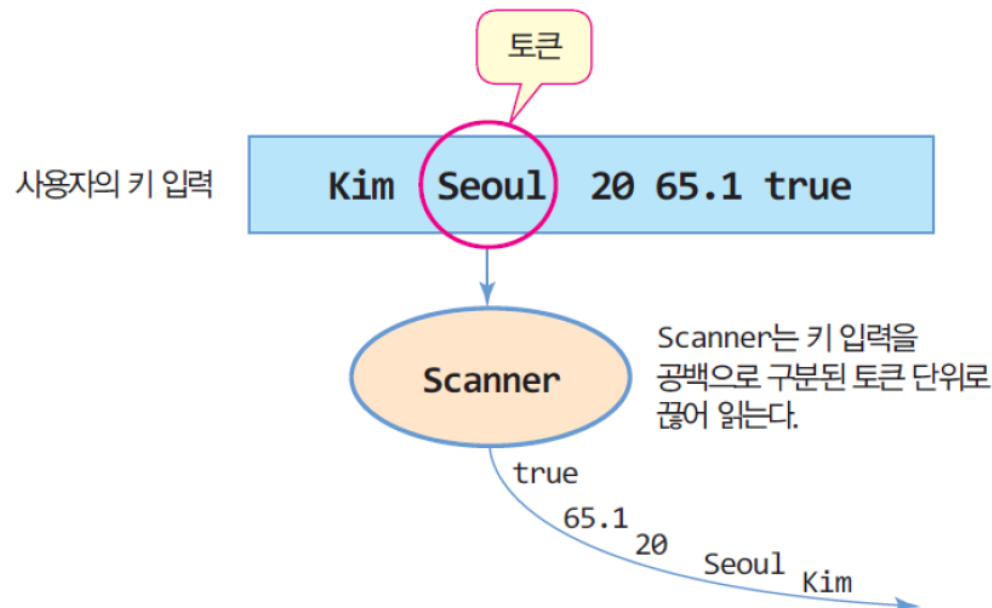 토큰
사용자의 키 입력
Kim Seoul 20 65.1 true
Scanner
Scanner는 키 입력을
공백으로 구분된 토큰 단위로
끊어 읽는다.
true
65.1
20
Seoul
Kim